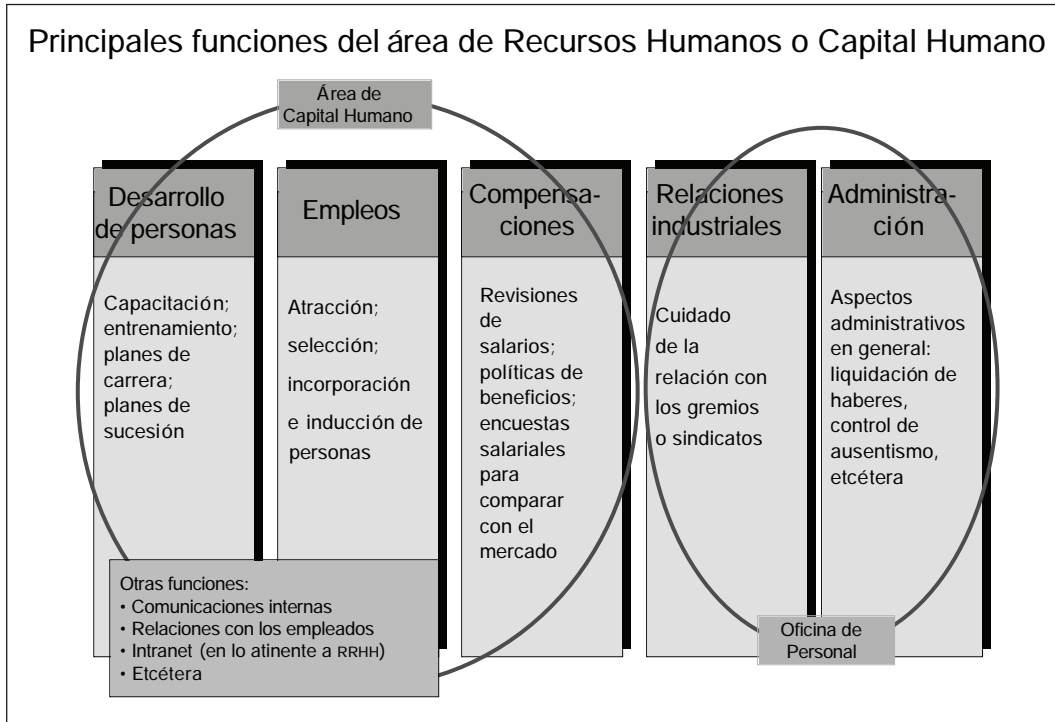 Principales funciones del área de Recursos Humanos o Capital Humano
Área de
Capital Humano
Desarrollo
de personas
Capacitación;
entrenamiento;
planes de
carrera;
planes de
sucesión
Empleos
Atracción;
selección;
incorporación
e inducción de
personas
Compensa-
ciones
Revisiones
de
salarios;
políticas de
beneficios;
encuestas
salariales
para
comparar
con el
mercado
Relaciones
industriales
Cuidado
de la
relación con
los gremios
o sindicatos
Administra-
ción
Aspectos
administrativos
en general:
liquidación de
haberes,
control de
ausentismo,
etcétera
Otras funciones:
• Comunicaciones internas
• Relaciones con los empleados
• Intranet (en lo atinente a RRHH)
• Etcétera
Oficina de
Personal